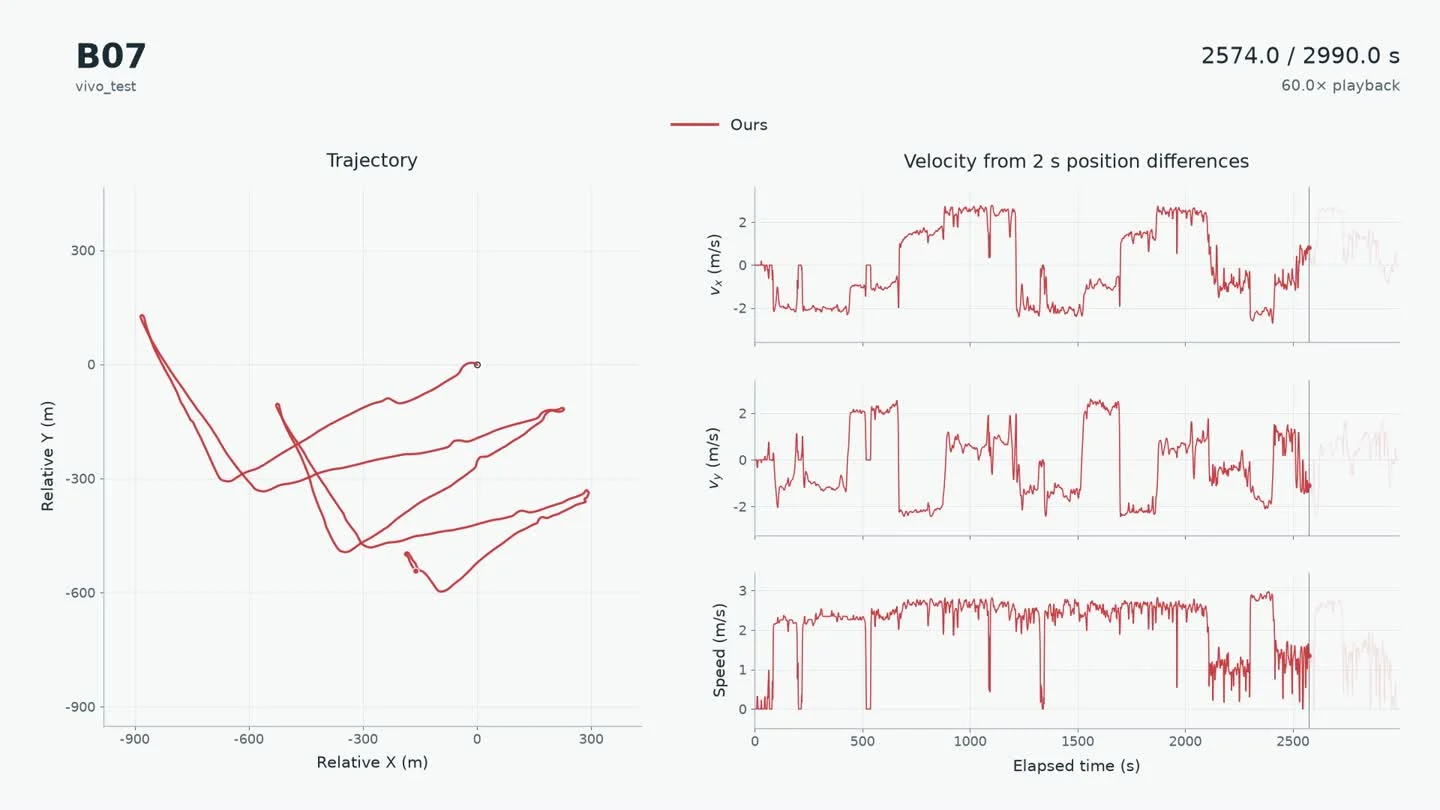 B07
vivo_test
2574.0 / 2990.0 s
60.0× playback
Ours
Trajectory
300
0
-300
-600
-900
-900 -600 -300 0 300
Relative Y (m)
Relative X (m)
Velocity from 2 s position differences
2
0
-2
vx (m/s)
2
0
-2
vy (m/s)
3
2
1
0
Speed (m/s)
0 500 1000 1500 2000 2500
Elapsed time (s)